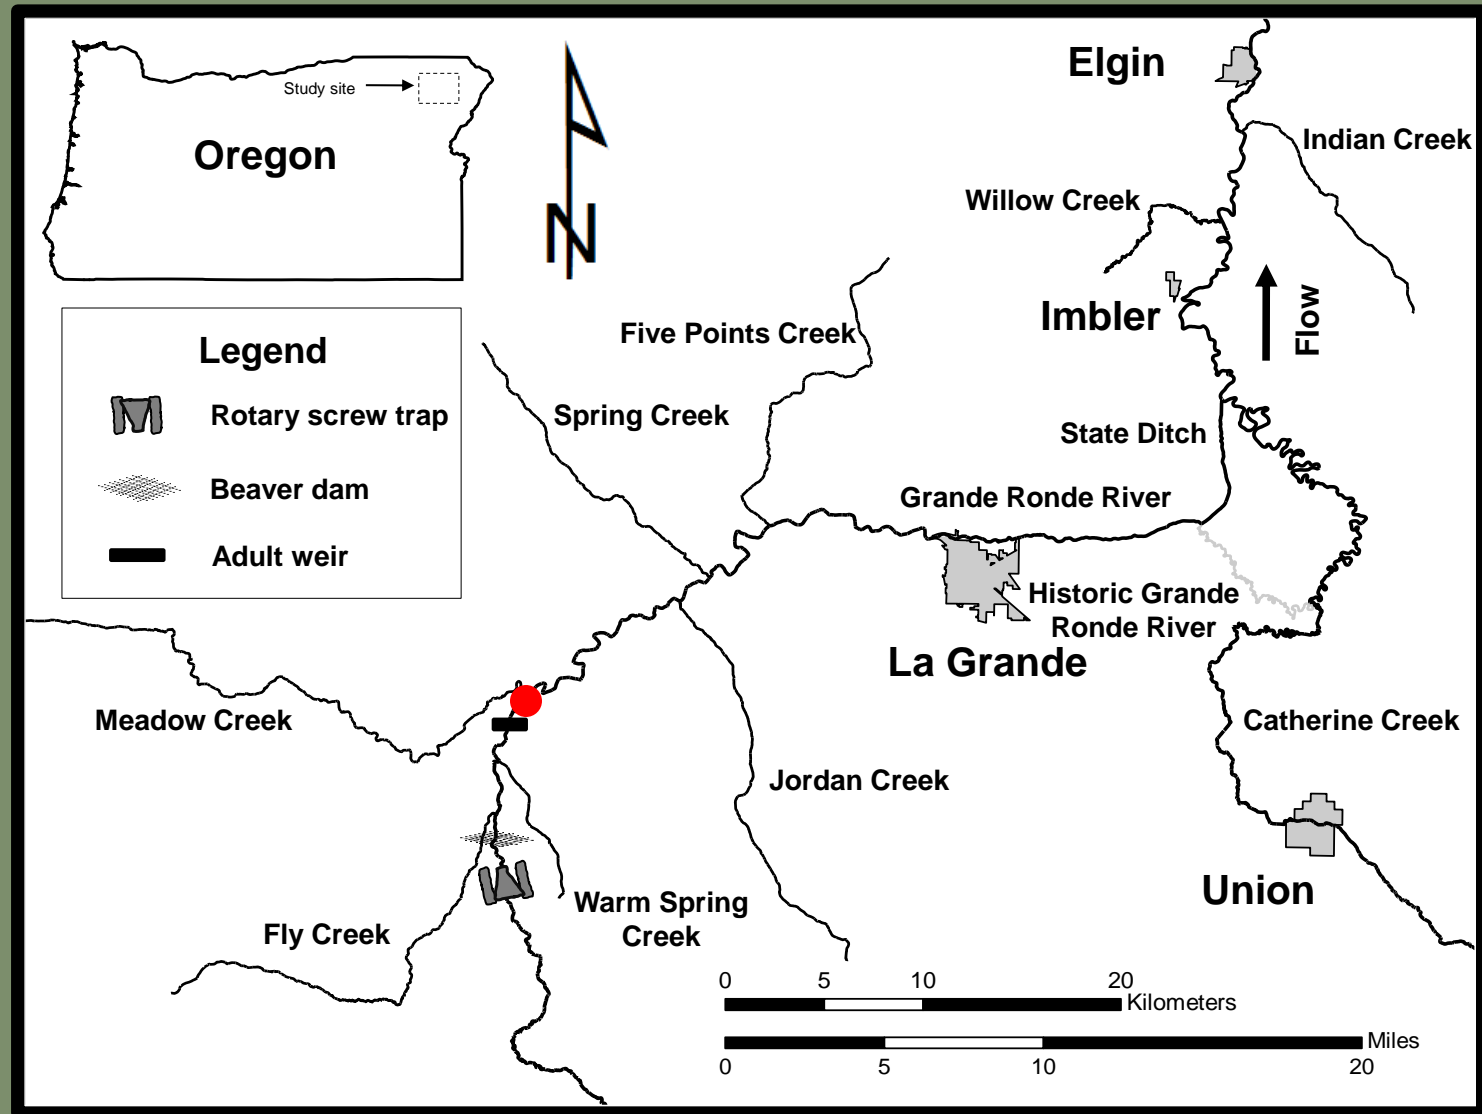 Study site
Oregon
N
Elgin
Indian Creek
Willow Creek
Imbler
Flow
Legend
Rotary screw trap
Beaver dam
Adult weir
Five Points Creek
Spring Creek
State Ditch
Grande Ronde River
Historic Grande
Ronde River
La Grande
Meadow Creek
Catherine Creek
Jordan Creek
Union
Warm Spring
Creek
Fly Creek
0 5 10 20
Kilometers
Miles
0 5 10 20